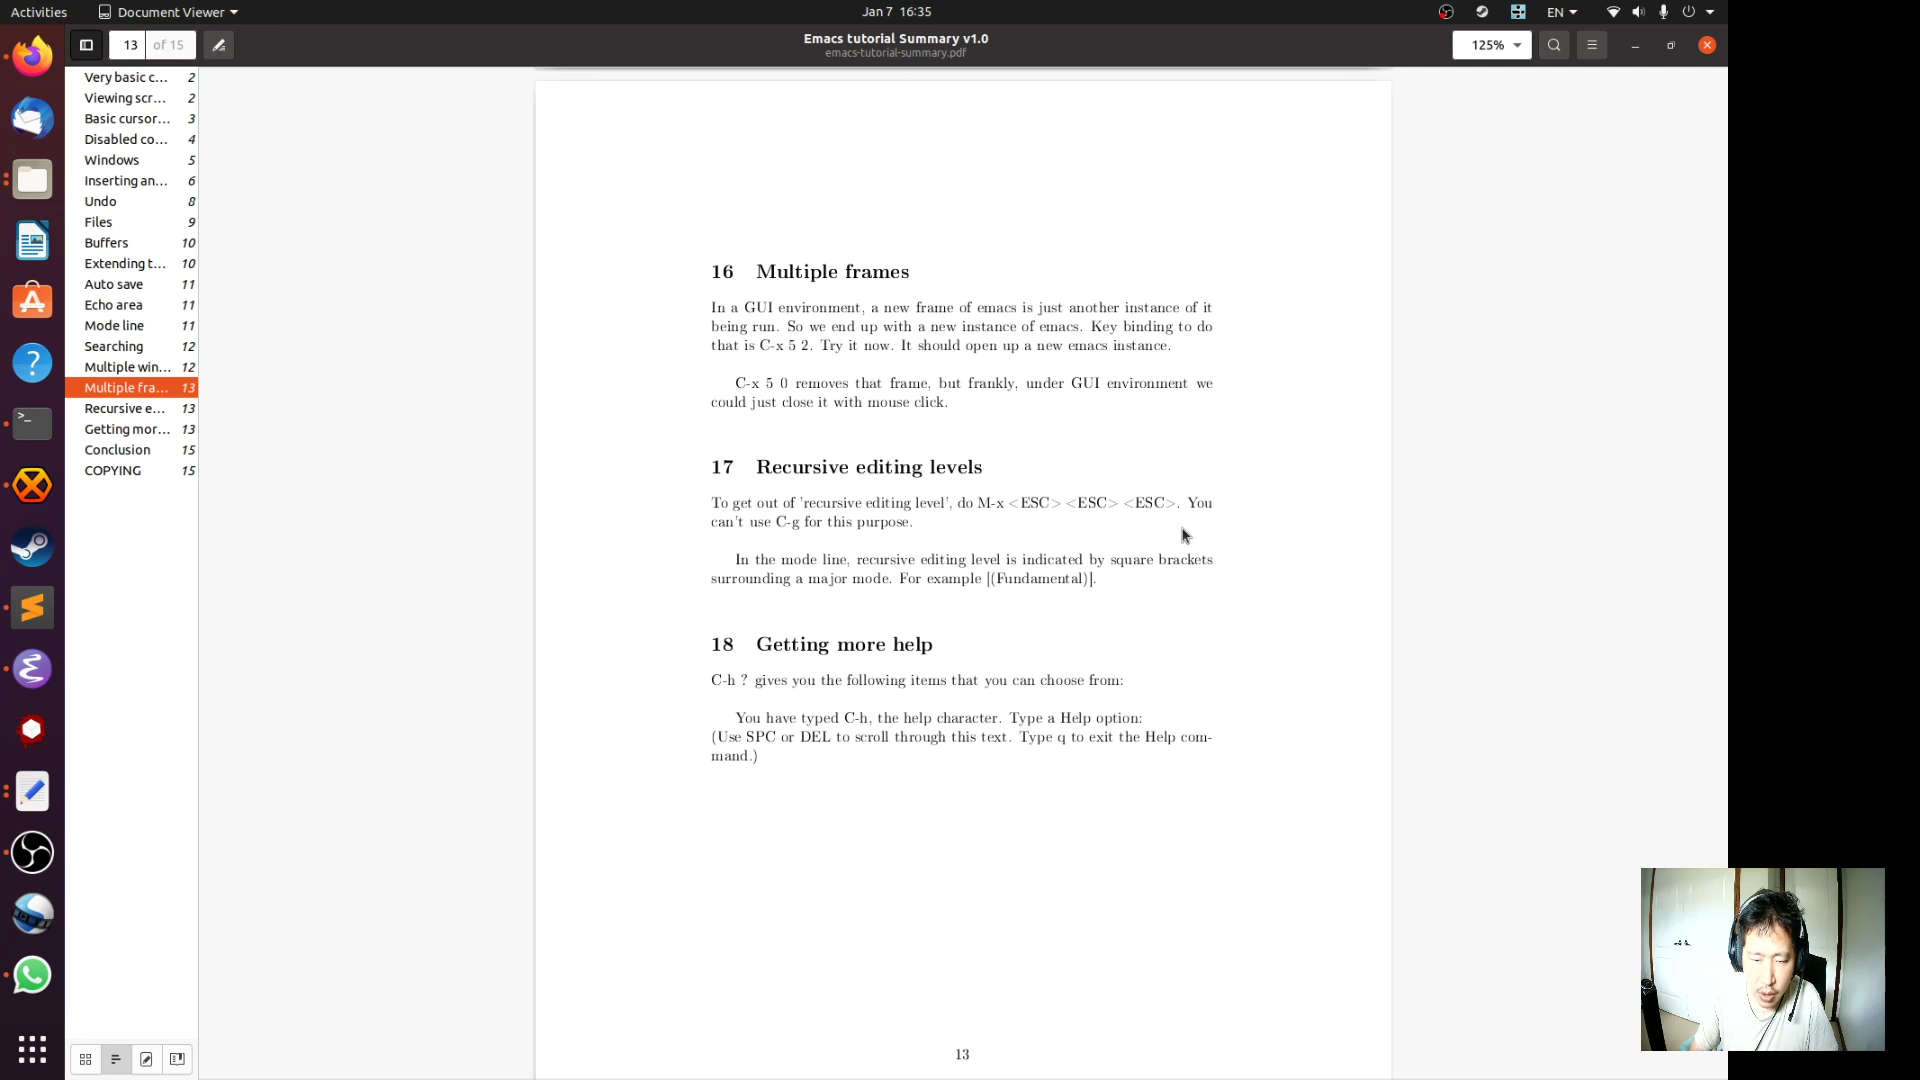 Activities
Document Viewer
Jan 7 16:35
EN
13
of 15
Emacs tutorial Summary v1.0
emacs-tutorial-summary.pdf
125%
Very basic c... 2
Viewing scr... 2
Basic cursor... 3
Disabled co... 4
Windows 5
Inserting an... 6
Undo 8
Files 9
Buffers 10
Extending t... 10
Auto save 11
Echo area 11
Mode line 11
Searching 12
Multiple win... 12
Multiple fra... 13
Recursive e... 13
Getting mor... 13
Conclusion 15
COPYING 15
16 Multiple frames
In a GUI environment, a new frame of emacs is just another instance of it
being run. So we end up with a new instance of emacs. Key binding to do
that is C-x 5 2. Try it now. It should open up a new emacs instance.
C-x 5 0 removes that frame, but frankly, under GUI environment we
could just close it with mouse click.
17 Recursive editing levels
To get out of 'recursive editing level', do M-x <ESC> <ESC> <ESC>. You
can't use C-g for this purpose.
In the mode line, recursive editing level is indicated by square brackets
surrounding a major mode. For example [(Fundamental)].
18 Getting more help
C-h ? gives you the following items that you can choose from:
You have typed C-h, the help character. Type a Help option:
(Use SPC or DEL to scroll through this text. Type q to exit the Help com-
mand.)
13